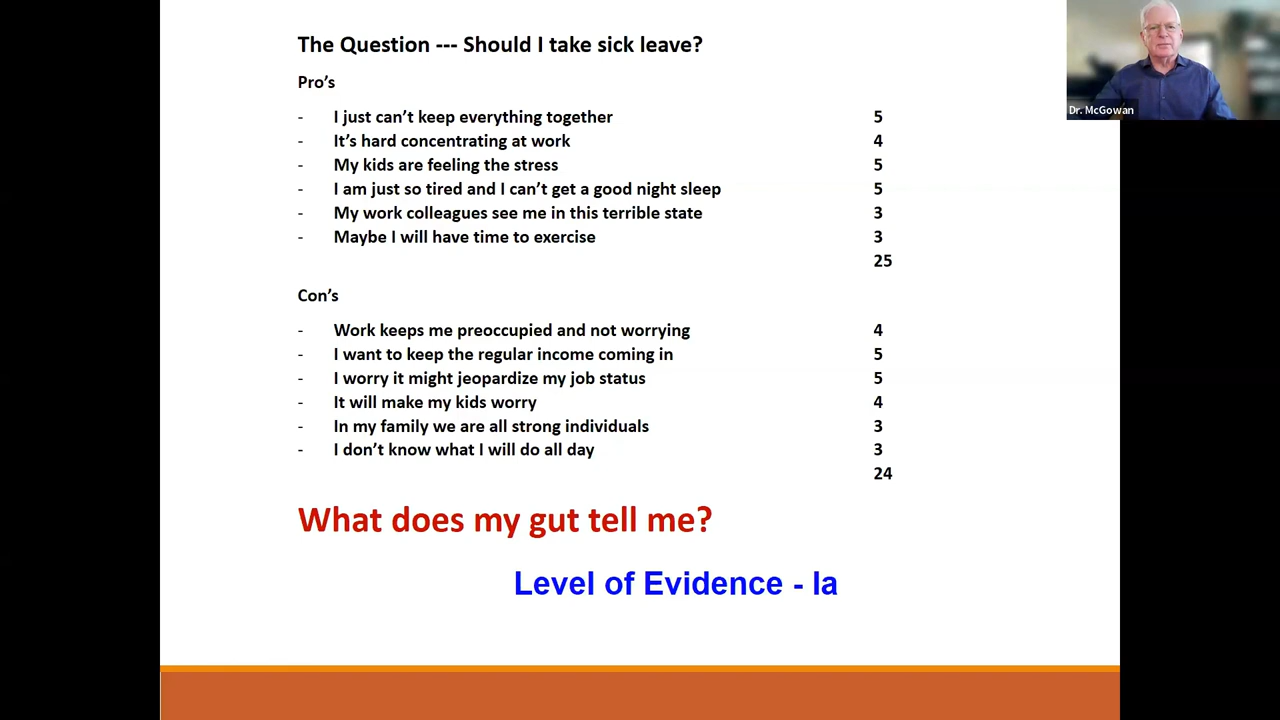 The Question --- Should I take sick leave?
Pro’s
- I just can’t keep everything together 5
- It’s hard concentrating at work 4
- My kids are feeling the stress 5
- I am just so tired and I can’t get a good night sleep 5
- My work colleagues see me in this terrible state 3
- Maybe I will have time to exercise 3
25
Con’s
- Work keeps me preoccupied and not worrying 4
- I want to keep the regular income coming in 5
- I worry it might jeopardize my job status 5
- It will make my kids worry 4
- In my family we are all strong individuals 3
- I don’t know what I will do all day 3
24
What does my gut tell me?
Level of Evidence - Ia
Dr. McGowan